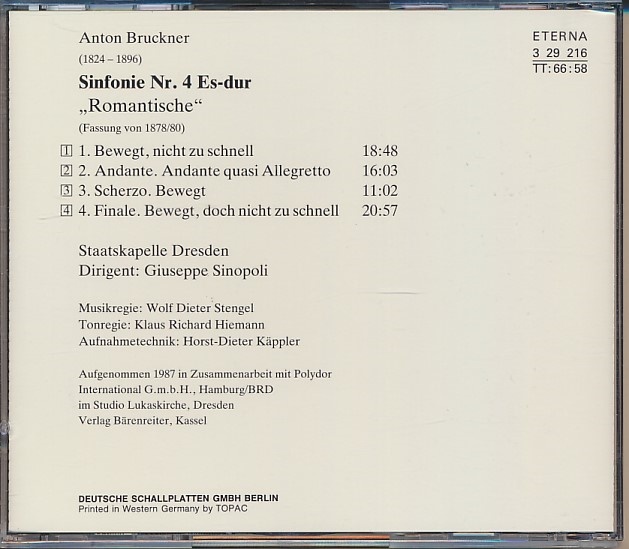 Anton Bruckner
(1824 – 1896)
Sinfonie Nr. 4 Es-dur
„Romantische“
(Fassung von 1878/80)
1 1. Bewegt, nicht zu schnell 18:48
2 2. Andante. Andante quasi Allegretto 16:03
3 3. Scherzo. Bewegt 11:02
4 4. Finale. Bewegt, doch nicht zu schnell 20:57
Staatskapelle Dresden
Dirigent: Giuseppe Sinopoli
Musikregie: Wolf Dieter Stengel
Tonregie: Klaus Richard Hiemann
Aufnahmetechnik: Horst-Dieter Käppler
Aufgenommen 1987 in Zusammenarbeit mit Polydor
International G.m.b.H., Hamburg/BRD
im Studio Lukaskirche, Dresden
Verlag Bärenreiter, Kassel
DEUTSCHE SCHALLPLATTEN GMBH BERLIN
Printed in Western Germany by TOPAC
ETERNA
3 29 216
TT: 66:58